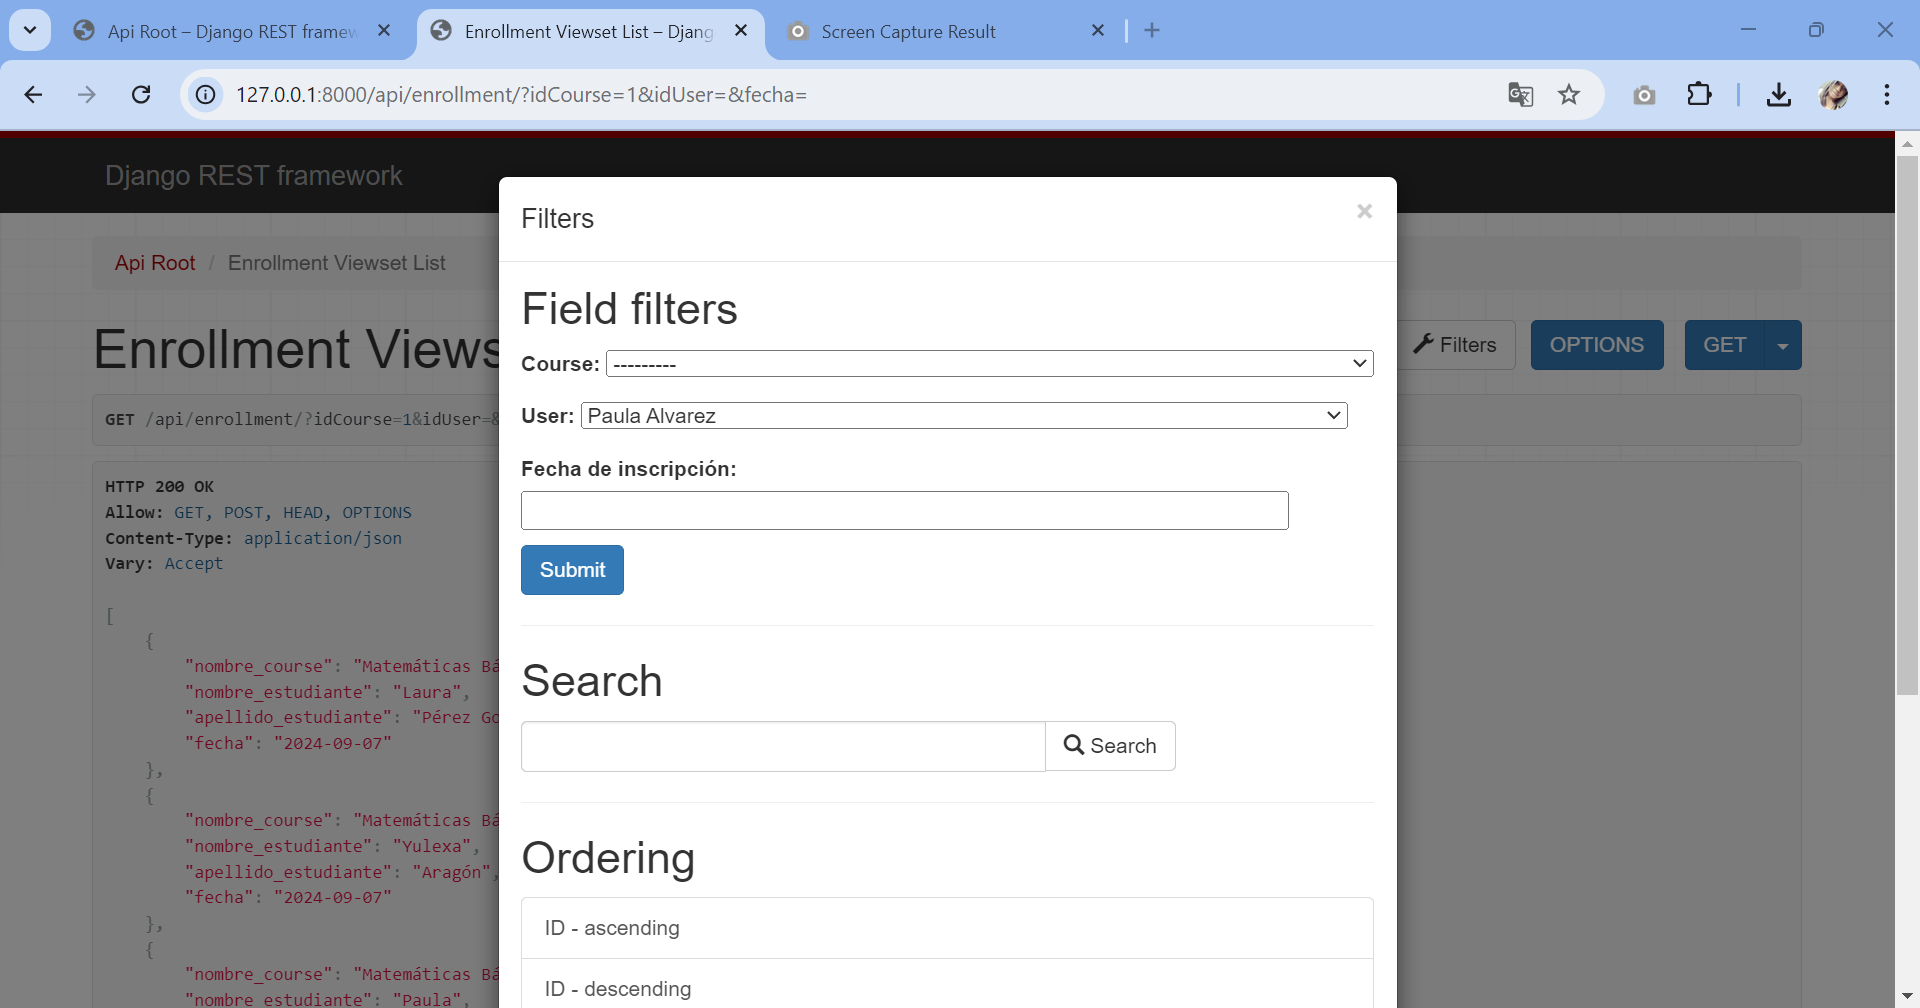 Api Root – Django REST framew
Enrollment Viewset List – Djang
Screen Capture Result
127.0.0.1:8000/api/enrollment/?idCourse=1&idUser=&fecha=
Django REST framework
Filters
×
Api Root / Enrollment Viewset List
Field filters
Enrollment Views
Filters
OPTIONS
GET
Course: ---------
User: Paula Alvarez
GET /api/enrollment/?idCourse=1&idUser=&
Fecha de inscripción:
HTTP 200 OK
Allow: GET, POST, HEAD, OPTIONS
Content-Type: application/json
Vary: Accept
Submit
[
{
"nombre_course": "Matemáticas Bá
"nombre_estudiante": "Laura",
"apellido_estudiante": "Pérez Go
"fecha": "2024-09-07"
},
{
"nombre_course": "Matemáticas Bá
"nombre_estudiante": "Yulexa",
"apellido_estudiante": "Aragón",
"fecha": "2024-09-07"
},
{
"nombre_course": "Matemáticas Bá
"nombre_estudiante": "Paula",
Search
Search
Ordering
ID - ascending
ID - descending